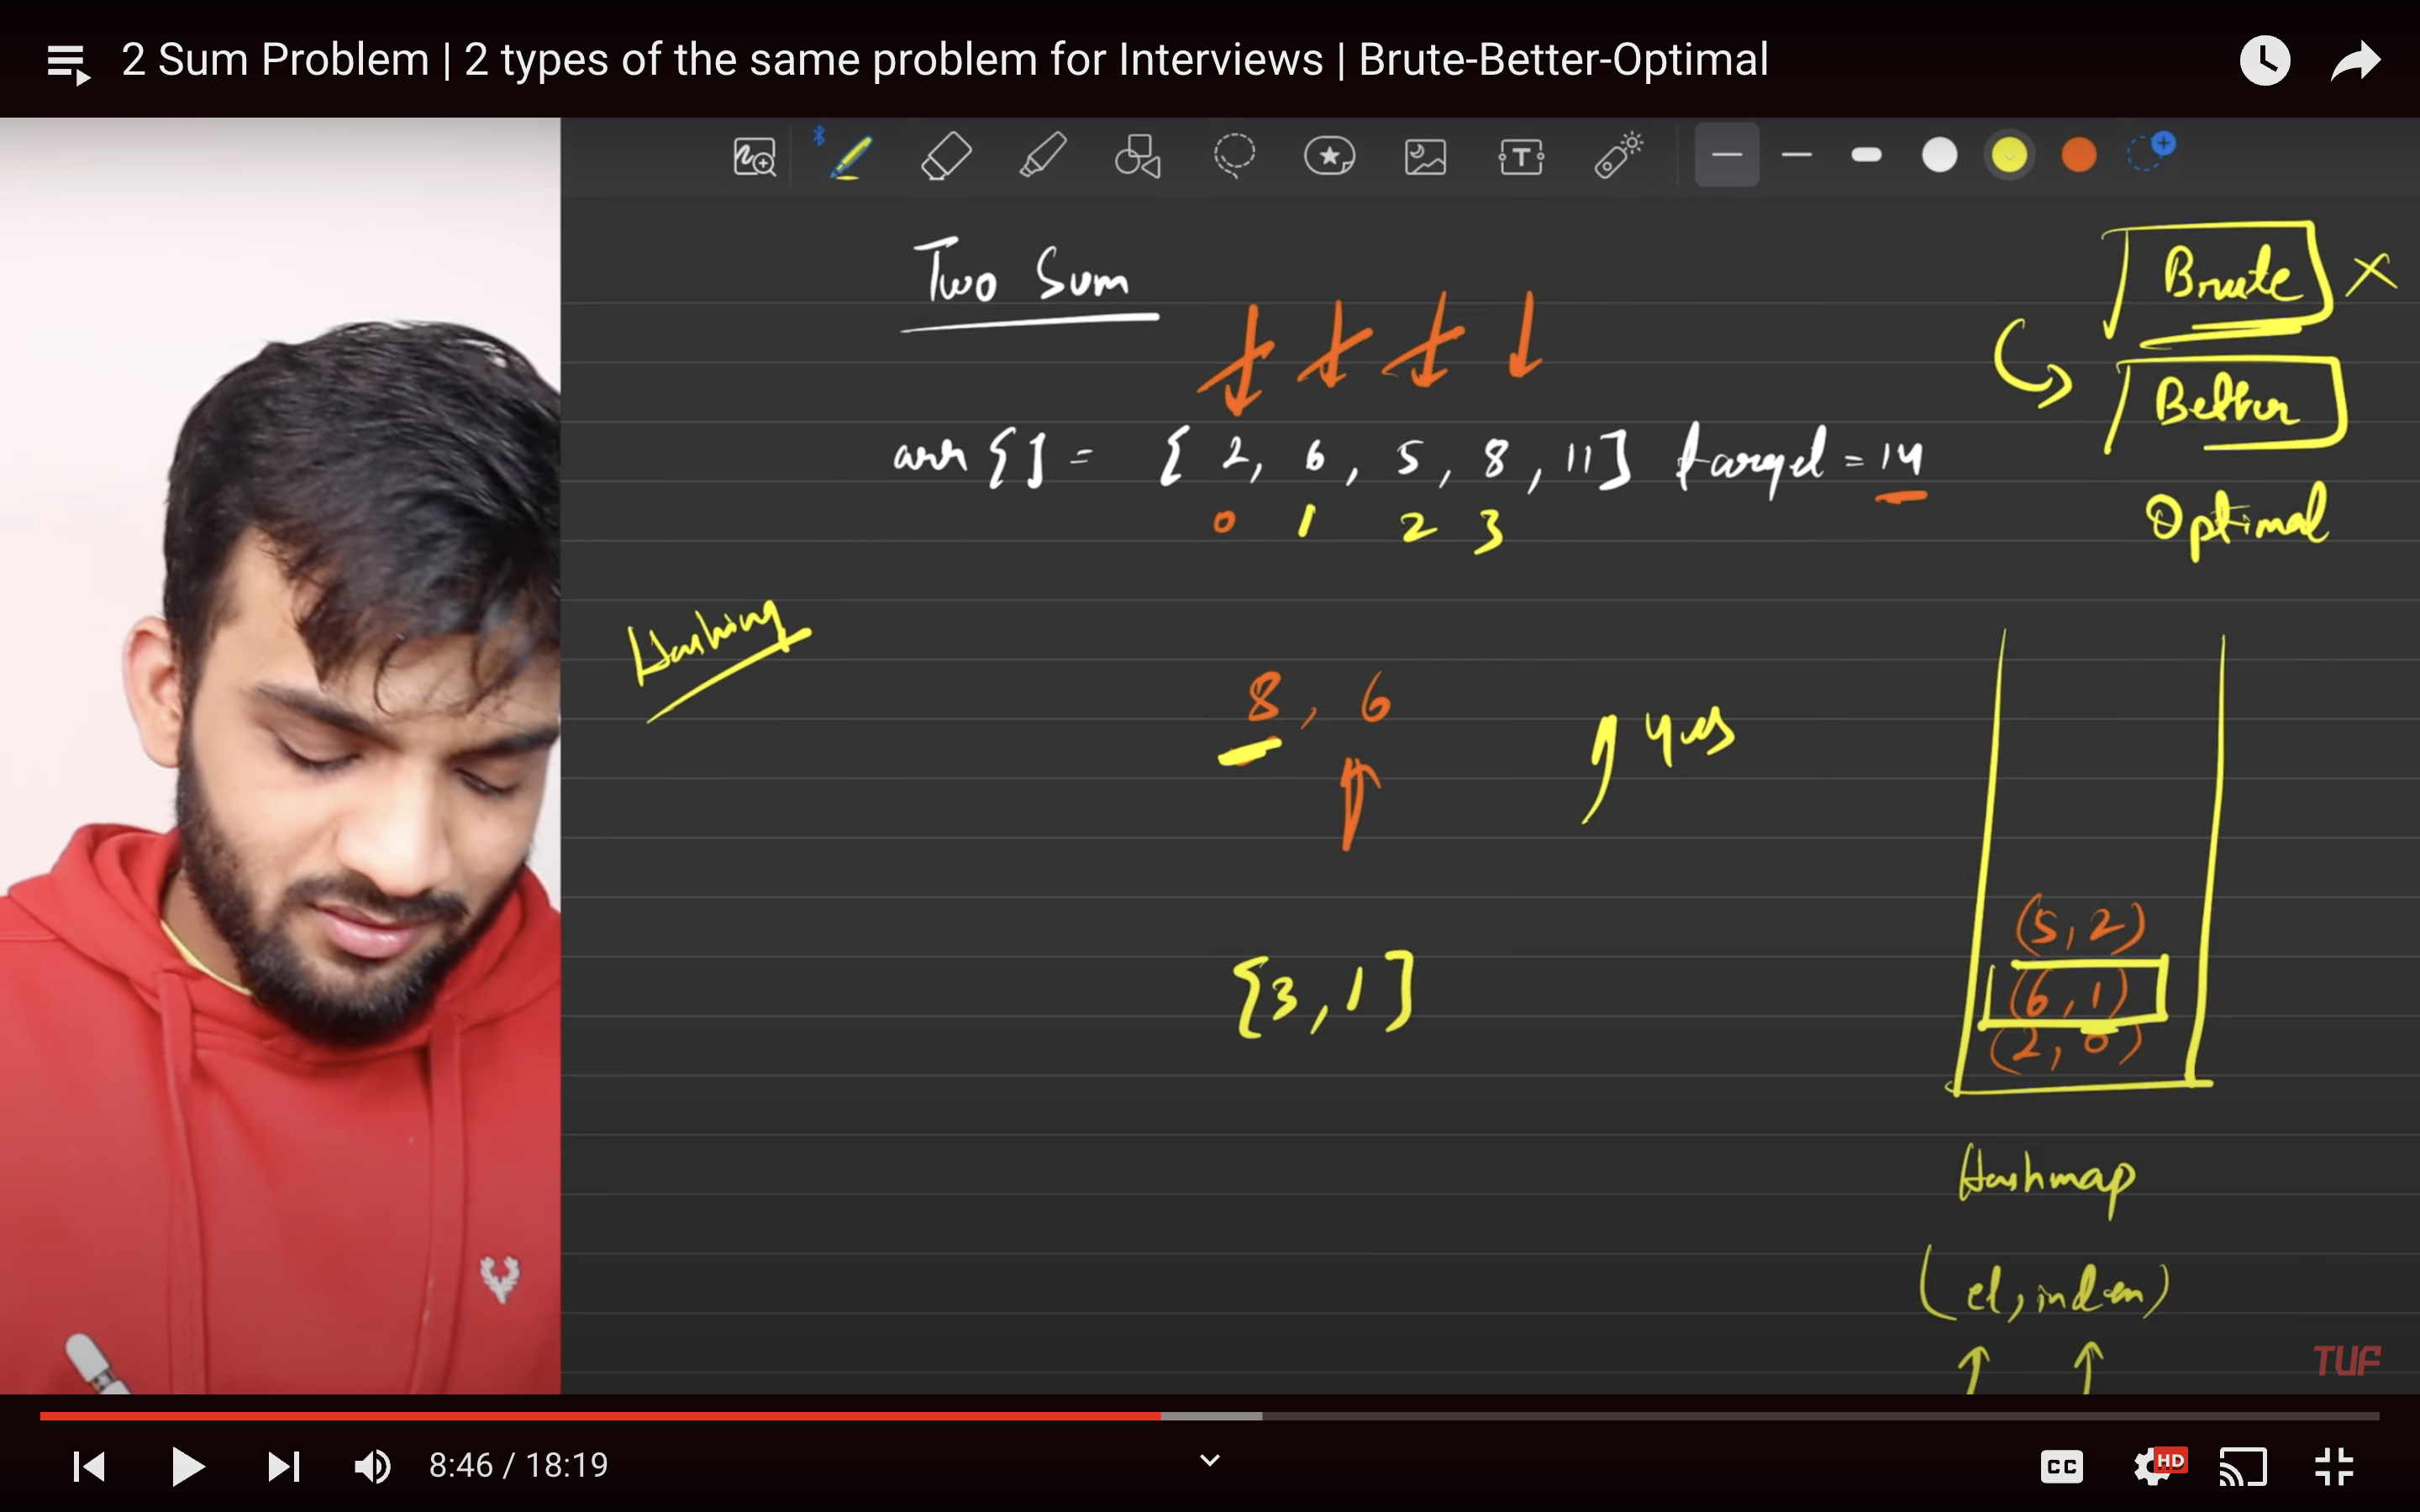 2 Sum Problem | 2 types of the same problem for Interviews | Brute-Better-Optimal
Two Sum
Brute X
Better
Optimal
arr [] = { 2, 6, 5, 8, 11} target = 14
0 1 2 3
Hashing
8, 6
yes
{3, 1}
(5, 2)
(6, 1)
(2, 0)
Hashmap
(el, index)
TUF
8:46 / 18:19
CC
HD